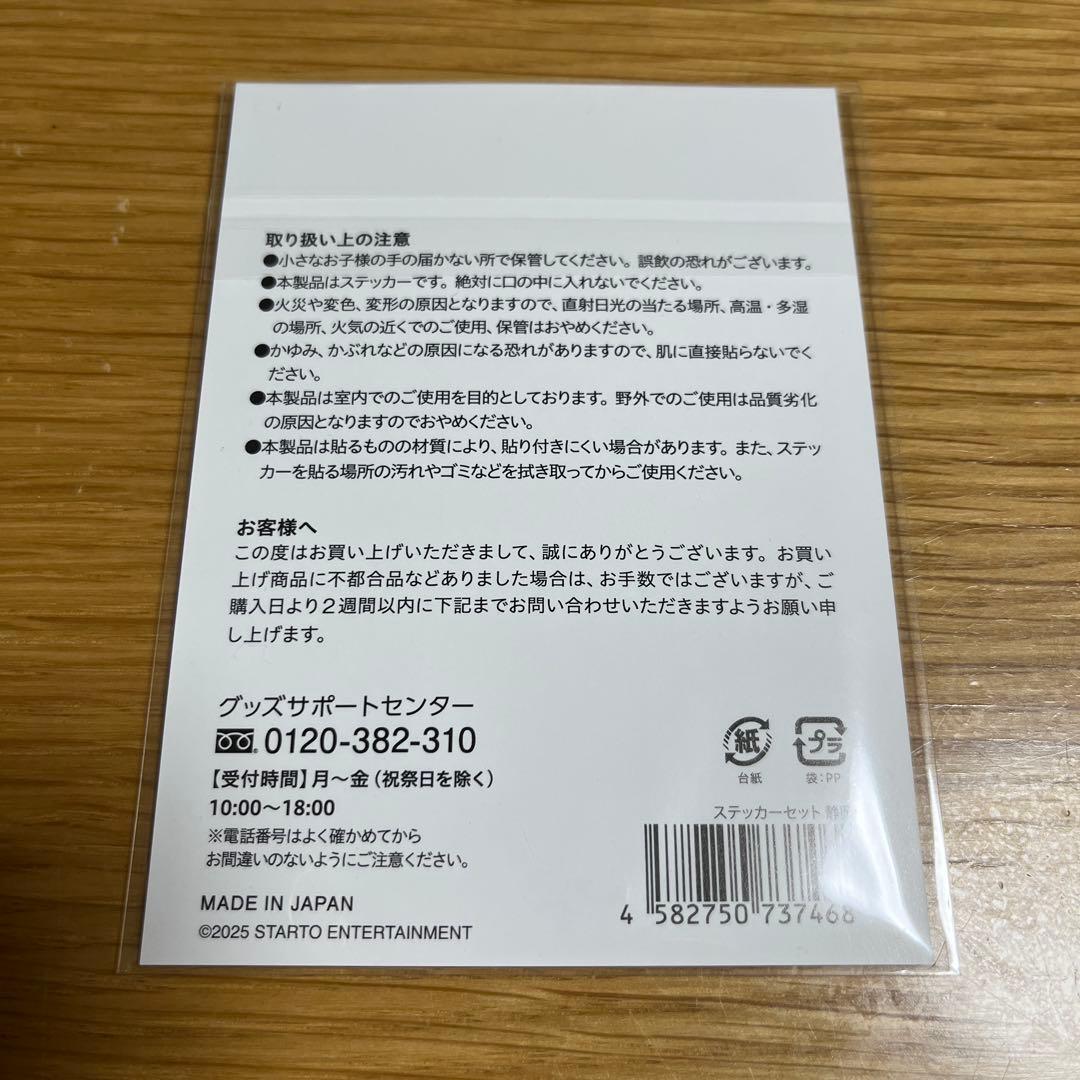 取り扱い上の注意
●小さなお子様の手の届かない所で保管してください。誤飲の恐れがございます。
●本製品はステッカーです。絶対に口の中に入れないでください。
●火災や変色、変形の原因となりますので、直射日光の当たる場所、高温・多湿
の場所、火気の近くでのご使用、保管はおやめください。
●かゆみ、かぶれなどの原因になる恐れがありますので、肌に直接貼らないでく
ださい。
●本製品は室内でのご使用を目的としております。野外でのご使用は品質劣化
の原因となりますのでおやめください。
●本製品は貼るものの材質により、貼り付きにくい場合があります。また、ステッ
カーを貼る場所の汚れやゴミなどを拭き取ってからご使用ください。
お客様へ
この度はお買い上げいただきまして、誠にありがとうございます。お買い
上げ商品に不都合品などありました場合は、お手数ではございますが、ご
購入日より2週間以内に下記までお問い合わせいただきますようお願い申
し上げます。
グッズサポートセンター
0120-382-310
【受付時間】月〜金（祝祭日を除く）
10:00〜18:00
※電話番号はよく確かめてから
お間違いのないようにご注意ください。
MADE IN JAPAN
©2025 STARTO ENTERTAINMENT
紙
台紙
プラ
袋：PP
ステッカーセット 静
4 582750 737468